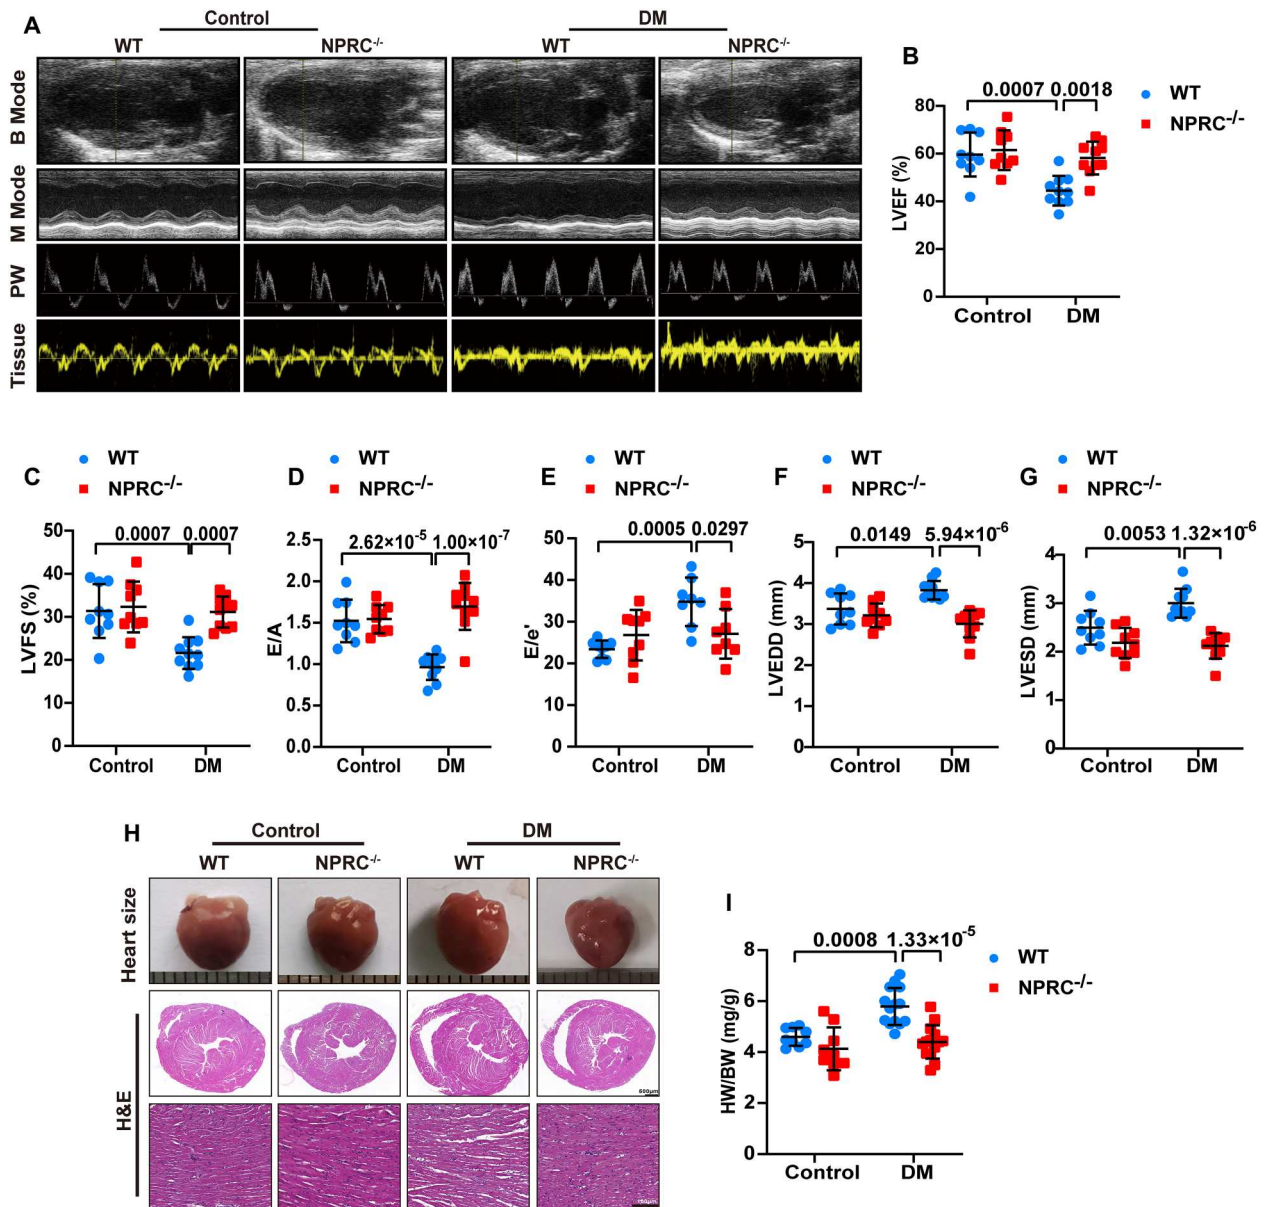 A
Control
DM
WT
NPRC-/-
WT
NPRC-/-
B Mode
M Mode
PW
Tissue
B
0.0007 0.0018
WT
NPRC-/-
LVEF (%)
80
60
40
20
0
Control DM
C
WT
NPRC-/-
0.0007 0.0007
LVFS (%)
50
40
30
20
10
0
Control DM
D
WT
NPRC-/-
2.62×10-5 1.00×10-7
E/A
2.5
2.0
1.5
1.0
0.5
0.0
Control DM
E
WT
NPRC-/-
0.0005 0.0297
E/e'
50
40
30
20
10
0
Control DM
F
WT
NPRC-/-
0.0149 5.94×10-6
LVEDD (mm)
5
4
3
2
1
0
Control DM
G
WT
NPRC-/-
0.0053 1.32×10-6
LVESD (mm)
4
3
2
1
0
Control DM
H
Control
DM
WT
NPRC-/-
WT
NPRC-/-
Heart size
H&E
500μm
I
0.0008 1.33×10-5
WT
NPRC-/-
HW/BW (mg/g)
8
6
4
2
0
Control DM